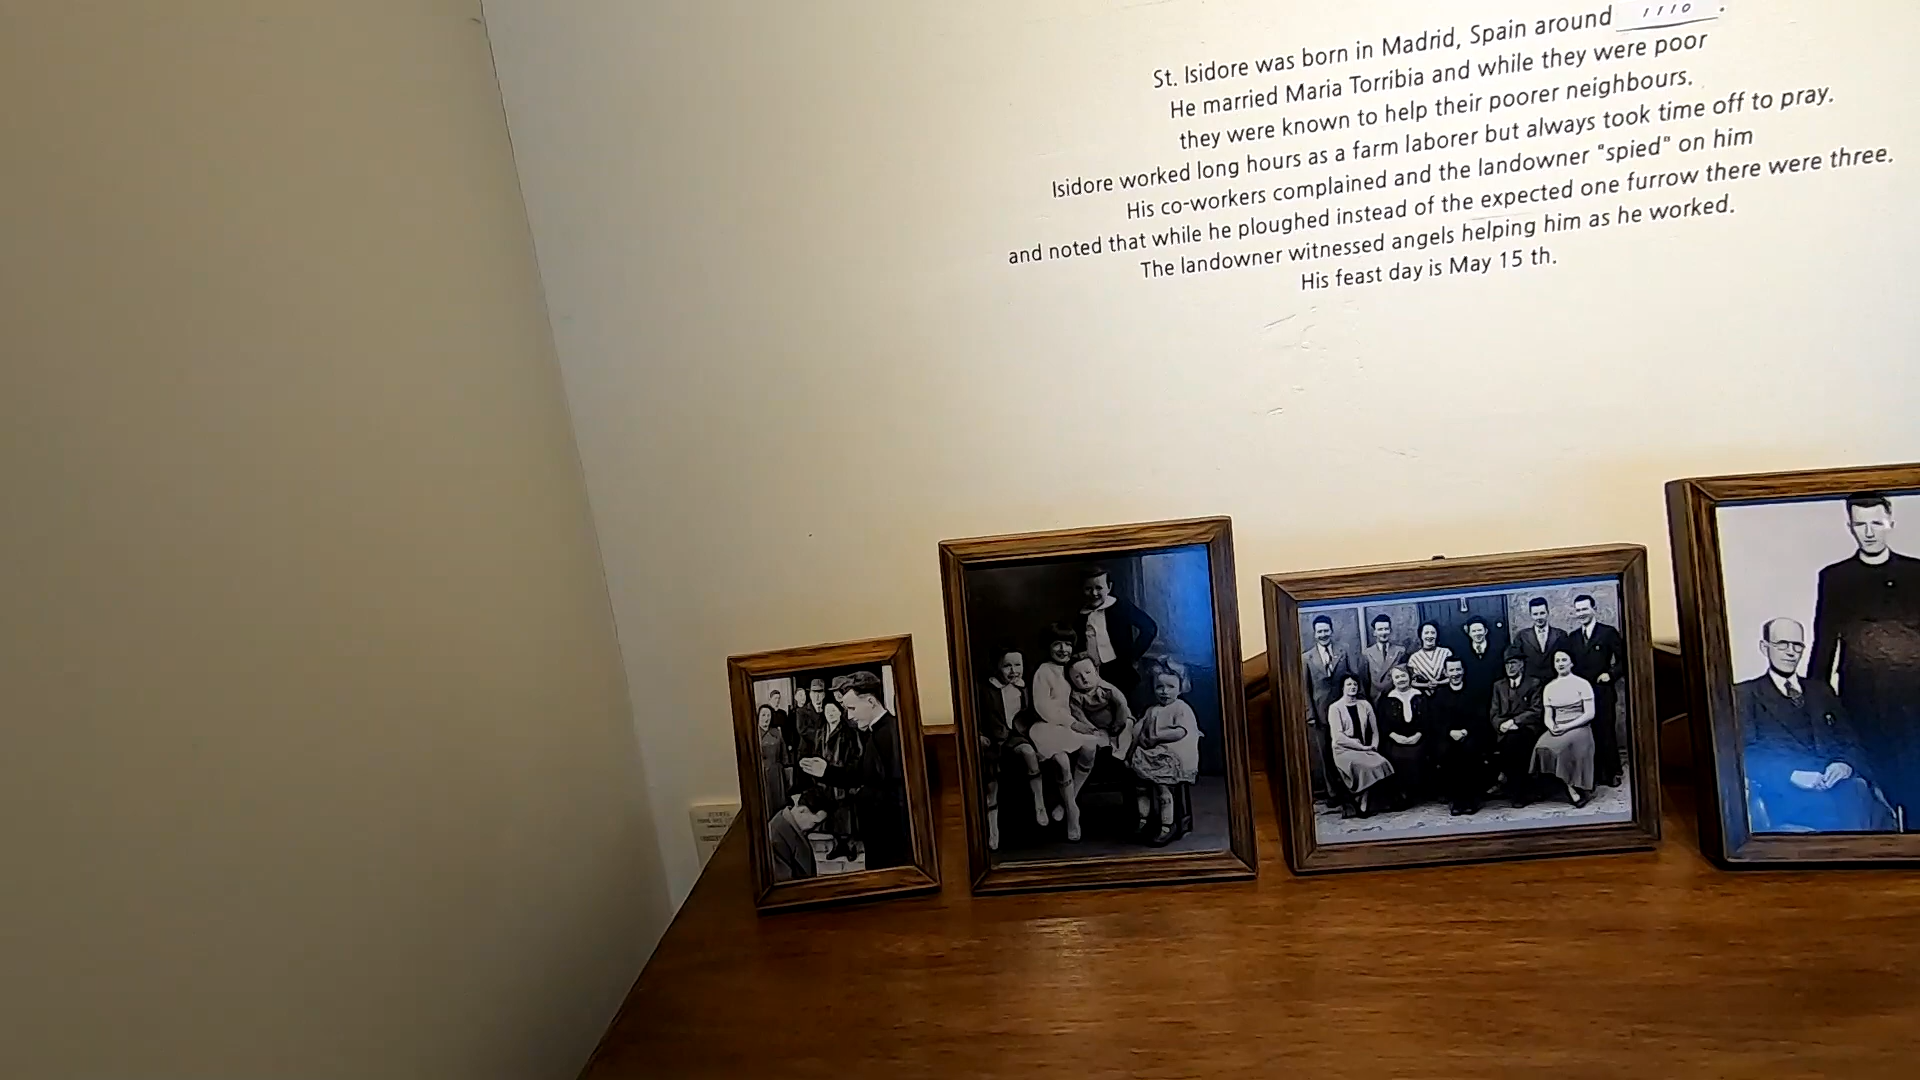 St. Isidore was born in Madrid, Spain around 1110.
He married Maria Torribia and while they were poor
they were known to help their poorer neighbours.
Isidore worked long hours as a farm laborer but always took time off to pray.
His co-workers complained and the landowner "spied" on him
and noted that while he ploughed instead of the expected one furrow there were three.
The landowner witnessed angels helping him as he worked.
His feast day is May 15 th.